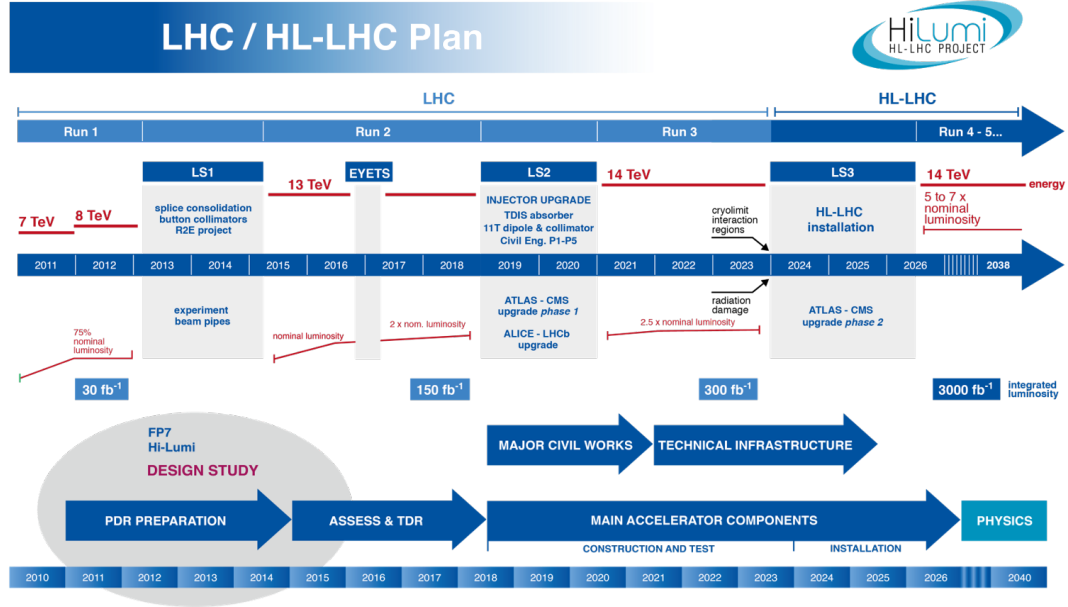 LHC / HL-LHC Plan
HiLumi
HL-LHC PROJECT
LHC
HL-LHC
Run 1
Run 2
Run 3
Run 4 - 5...
LS1
EYETS
LS2
LS3
7 TeV
8 TeV
13 TeV
14 TeV
14 TeV
energy
splice consolidation
button collimators
R2E project
INJECTOR UPGRADE
TDIS absorber
11T dipole & collimator
Civil Eng. P1-P5
cryolimit
interaction
regions
HL-LHC
installation
5 to 7 x
nominal
luminosity
2011 2012 2013 2014 2015 2016 2017 2018 2019 2020 2021 2022 2023 2024 2025 2026 2038
75%
nominal
luminosity
experiment
beam pipes
nominal luminosity
2 x nom. luminosity
ATLAS - CMS
upgrade phase 1
ALICE - LHCb
upgrade
2.5 x nominal luminosity
radiation
damage
ATLAS - CMS
upgrade phase 2
30 fb-1
150 fb-1
300 fb-1
3000 fb-1
integrated
luminosity
FP7
Hi-Lumi
DESIGN STUDY
MAJOR CIVIL WORKS
TECHNICAL INFRASTRUCTURE
PDR PREPARATION
ASSESS & TDR
MAIN ACCELERATOR COMPONENTS
PHYSICS
CONSTRUCTION AND TEST
INSTALLATION
2010 2011 2012 2013 2014 2015 2016 2017 2018 2019 2020 2021 2022 2023 2024 2025 2026 2040